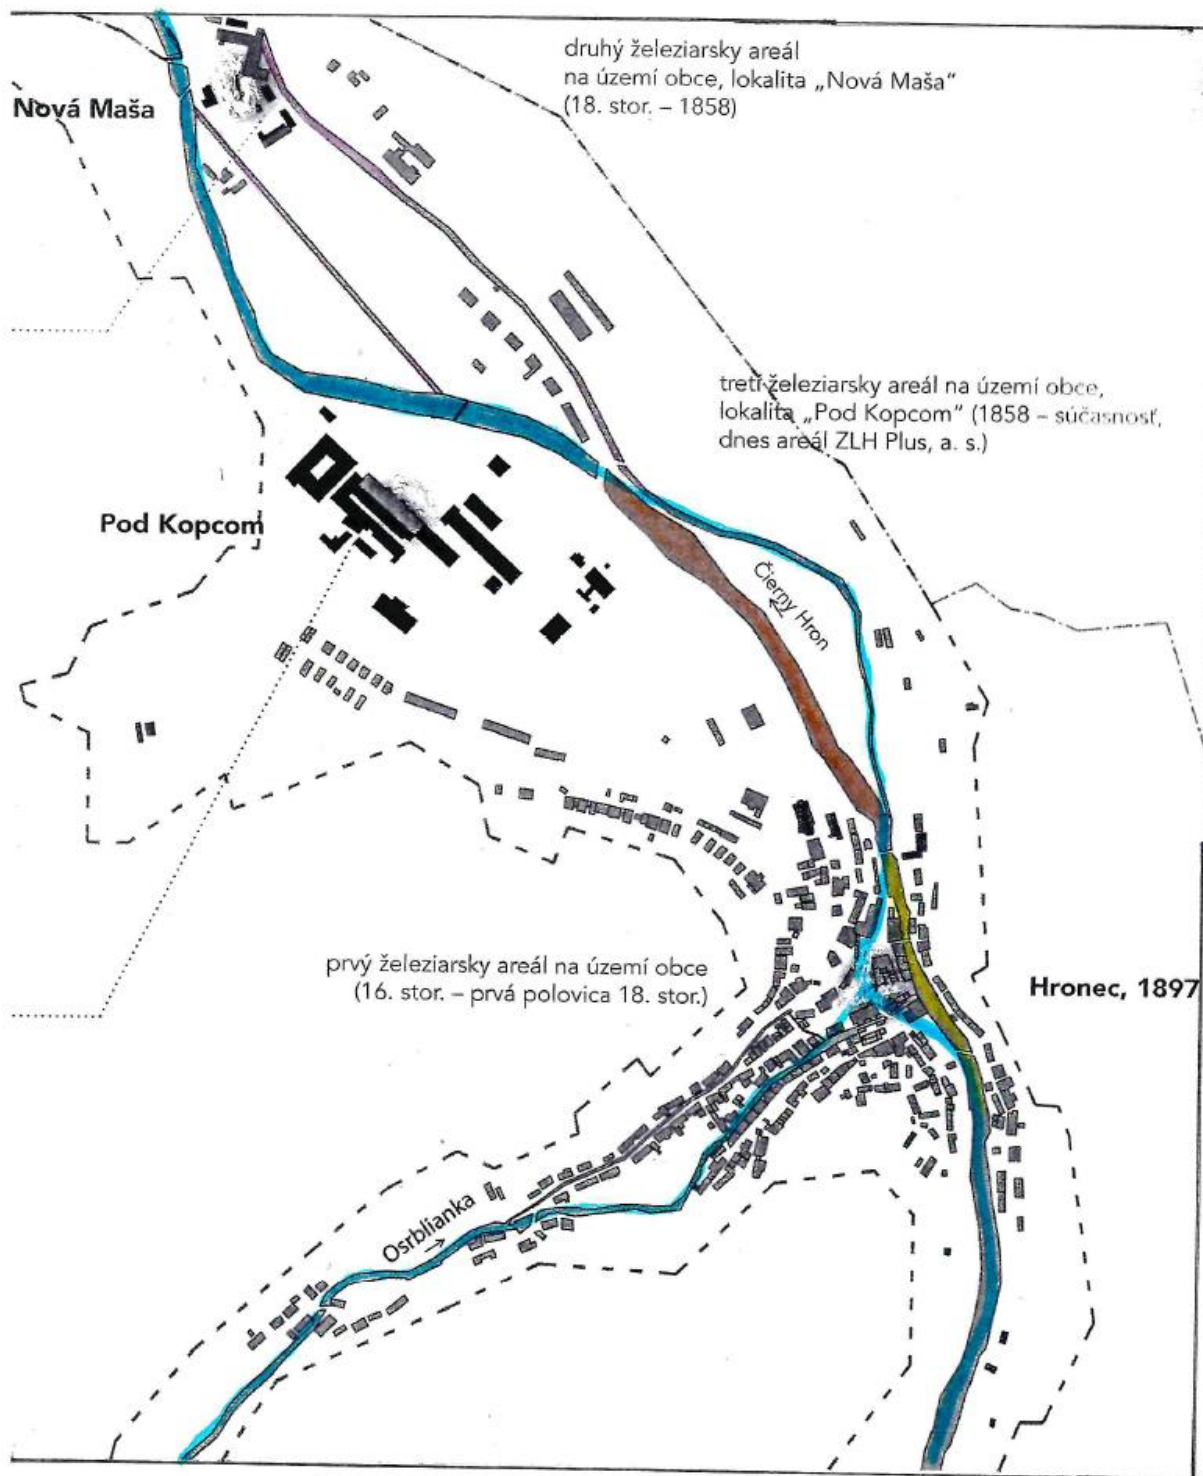 druhý železiarsky areál
na území obce, lokalita „Nová Maša“
(18. stor. – 1858)
Nová Maša
tretí železiarsky areál na území obce,
lokalita „Pod Kopcom“ (1858 – súčasnosť,
dnes areál ZLH Plus, a. s.)
Pod Kopcom
Čierny Hron
prvý železiarsky areál na území obce
(16. stor. – prvá polovica 18. stor.)
Hronec, 1897
Osrblianka